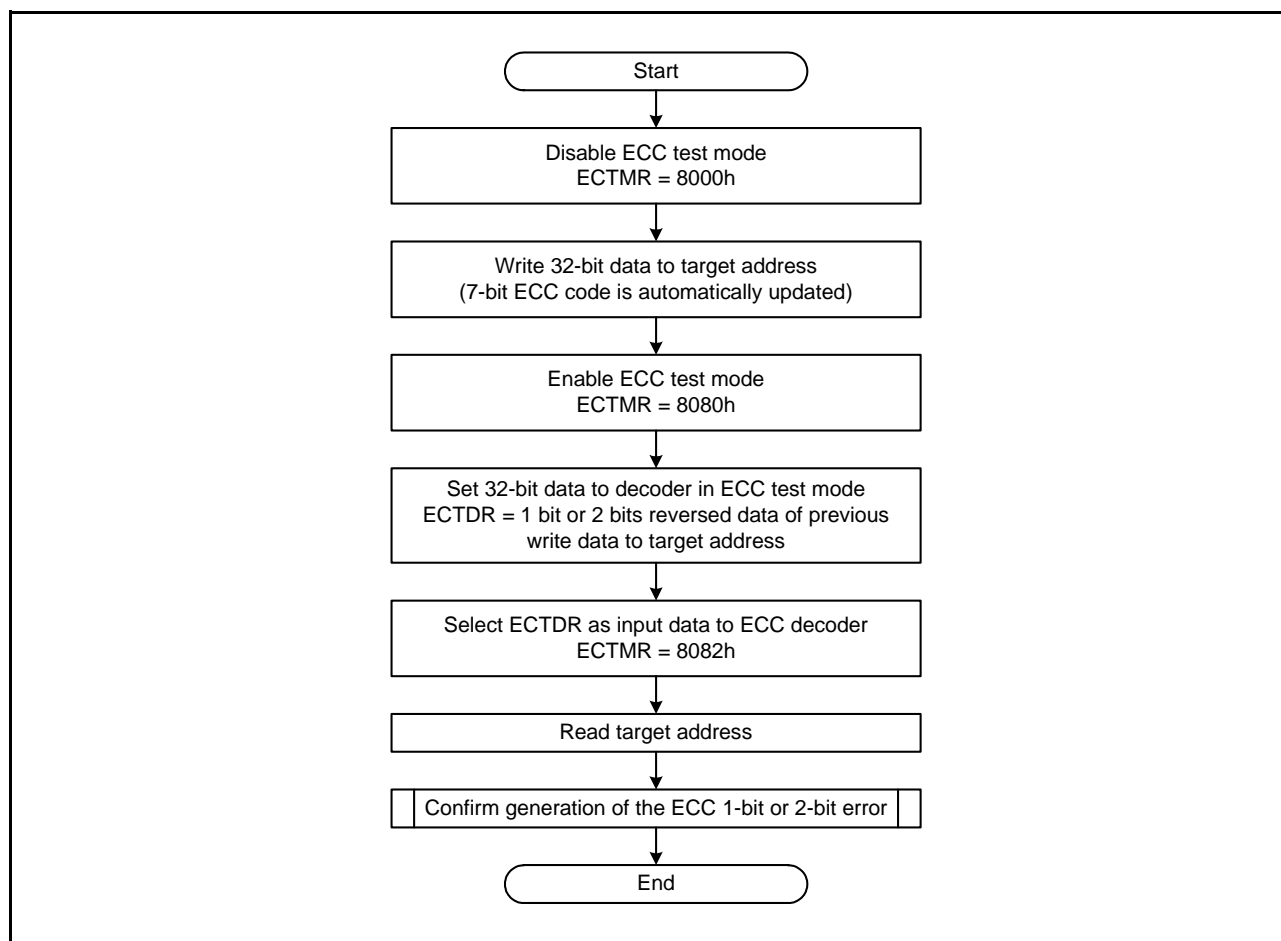 Start
Disable ECC test mode
ECTMR = 8000h
Write 32-bit data to target address
(7-bit ECC code is automatically updated)
Enable ECC test mode
ECTMR = 8080h
Set 32-bit data to decoder in ECC test mode
ECTDR = 1 bit or 2 bits reversed data of previous
write data to target address
Select ECTDR as input data to ECC decoder
ECTMR = 8082h
Read target address
Confirm generation of the ECC 1-bit or 2-bit error
End